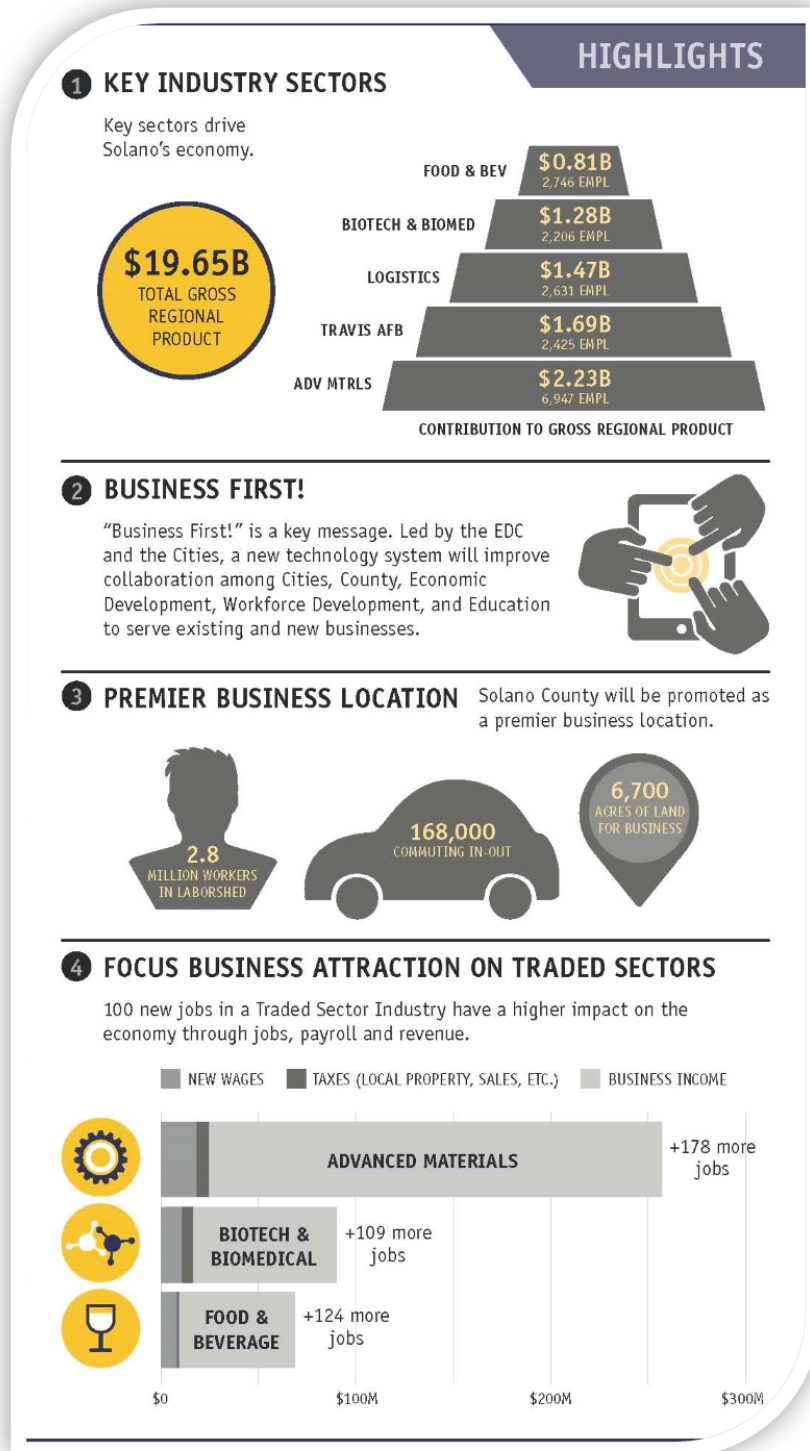 HIGHLIGHTS
1 KEY INDUSTRY SECTORS
Key sectors drive
Solano's economy.
$19.65B
TOTAL GROSS
REGIONAL
PRODUCT
FOOD & BEV
$0.81B
2,746 EMPL
BIOTECH & BIOMED
$1.28B
2,206 EMPL
LOGISTICS
$1.47B
2,631 EMPL
TRAVIS AFB
$1.69B
2,425 EMPL
ADV MTRLS
$2.23B
6,947 EMPL
CONTRIBUTION TO GROSS REGIONAL PRODUCT
2 BUSINESS FIRST!
"Business First!" is a key message. Led by the EDC
and the Cities, a new technology system will improve
collaboration among Cities, County, Economic
Development, Workforce Development, and Education
to serve existing and new businesses.
3 PREMIER BUSINESS LOCATION
Solano County will be promoted as
a premier business location.
2.8
MILLION WORKERS
IN LABORSHED
168,000
COMMUTING IN-OUT
6,700
ACRES OF LAND
FOR BUSINESS
4 FOCUS BUSINESS ATTRACTION ON TRADED SECTORS
100 new jobs in a Traded Sector Industry have a higher impact on the
economy through jobs, payroll and revenue.
NEW WAGES
TAXES (LOCAL PROPERTY, SALES, ETC.)
BUSINESS INCOME
ADVANCED MATERIALS
+178 more
jobs
BIOTECH &
BIOMEDICAL
+109 more
jobs
FOOD &
BEVERAGE
+124 more
jobs
$0
$100M
$200M
$300M